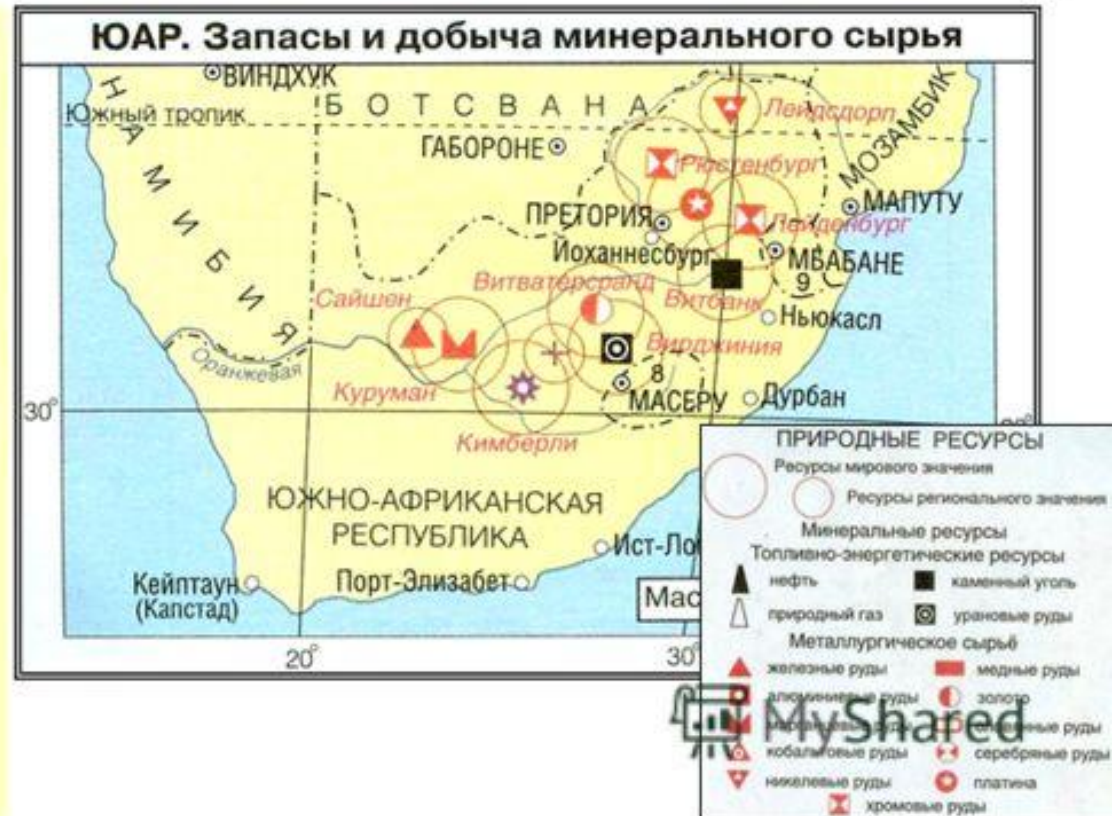 ЮАР. Запасы и добыча минерального сырья
ВИНДХУК
НАМИБИЯ
БОТСВАНА
Южный тропик
Лейдсдорп
МОЗАМБИК
ГАБОРОНЕ
Рюстенбург
ПРЕТОРИЯ
МАПУТУ
Лейденбург
Йоханнесбург
МБАБАНЕ
Витватерсранд
9
Сайшен
Витбанк
Ньюкасл
Вирджиния
Оранжевая
8
Куруман
МАСЕРУ
Дурбан
30°
Кимберли
ЮЖНО-АФРИКАНСКАЯ
РЕСПУБЛИКА
Кейптаун
(Капстад)
Порт-Элизабет
20°
30°
ПРИРОДНЫЕ РЕСУРСЫ
Ресурсы мирового значения
Ресурсы регионального значения
Минеральные ресурсы
Топливно-энергетические ресурсы
нефть
каменный уголь
природный газ
урановые руды
Металлургическое сырьё
железные руды
медные руды
алюминиевые руды
золото
руды
кобальтовые руды
серебряные руды
никелевые руды
платина
хромовые руды
MyShared